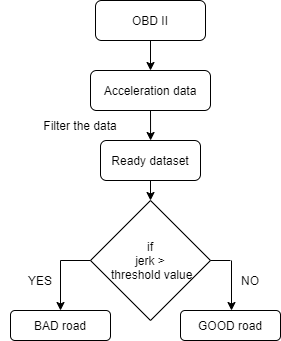 OBD II
Acceleration data
Filter the data
Ready dataset
if
jerk >
threshold value
YES
NO
BAD road
GOOD road